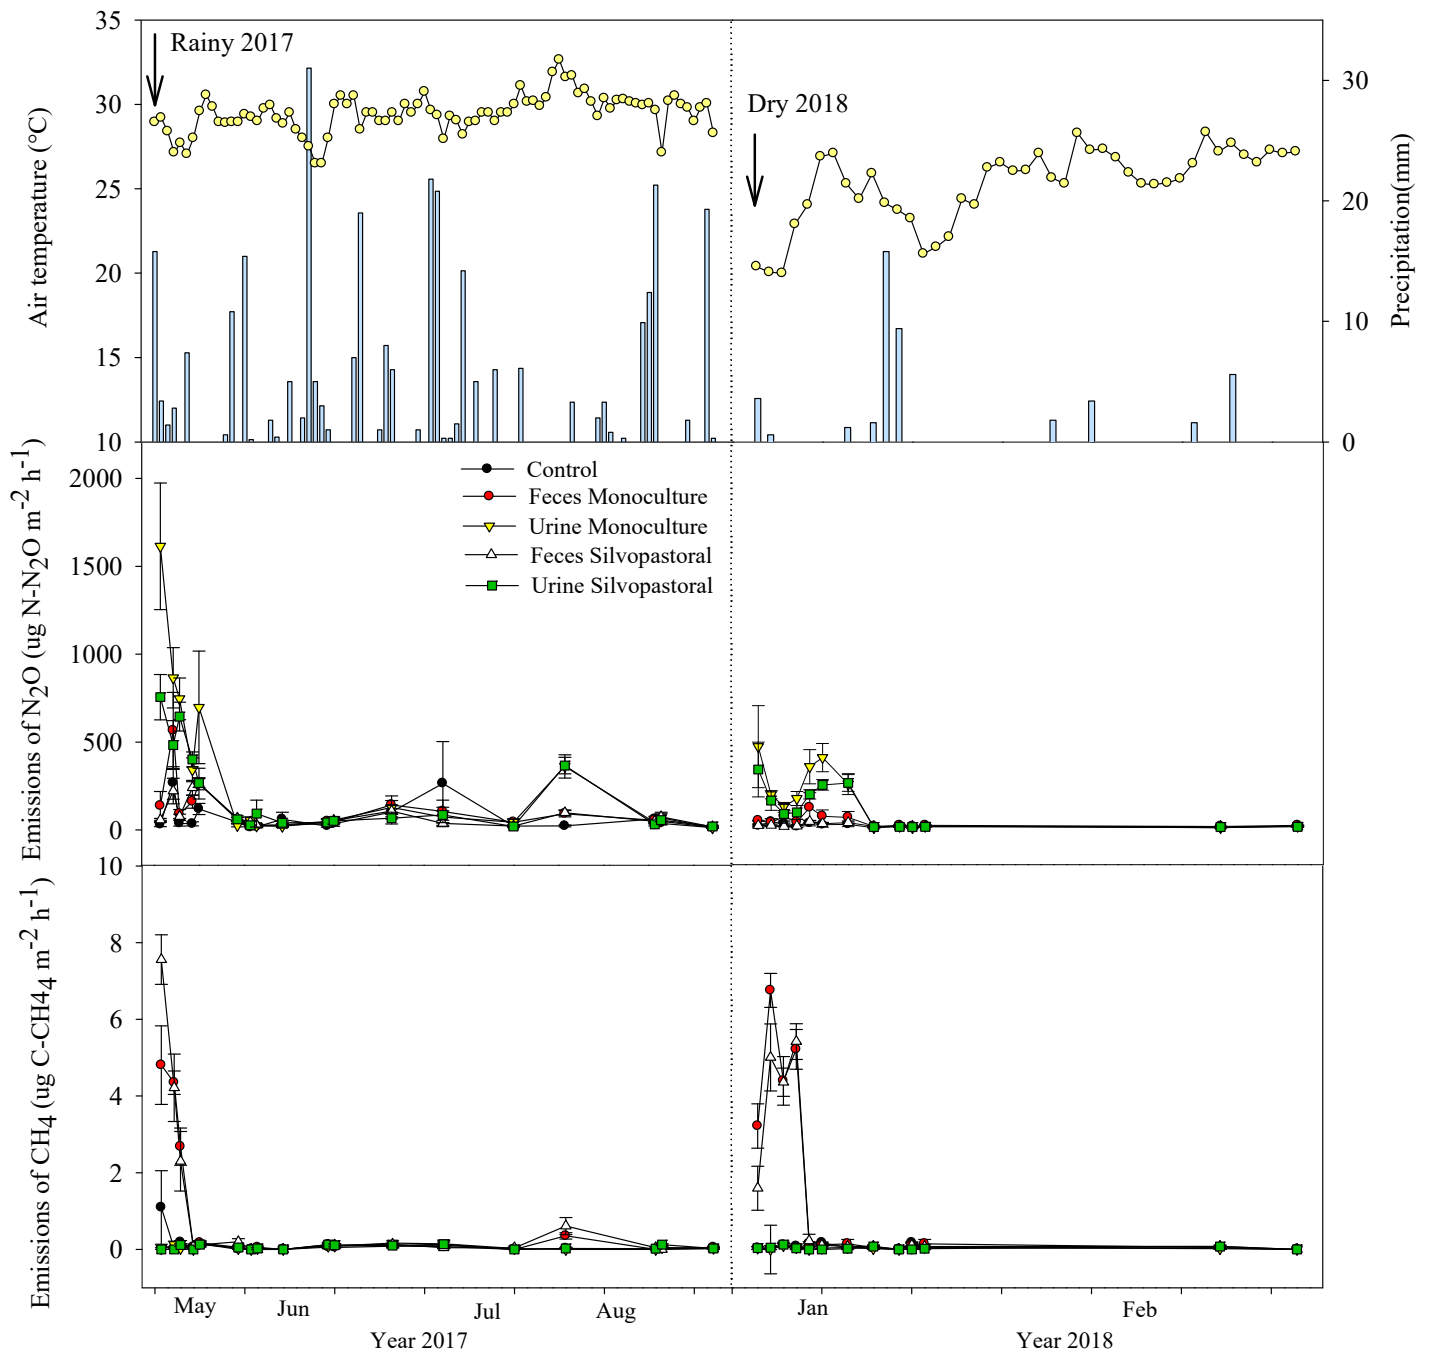 35
30
25
20
15
10
Air temperature (°C)
Rainy 2017
Dry 2018
30
20
10
0
Precipitation(mm)
2000
1500
1000
500
0
Emissions of N2O (ug N-N2O m-2 h-1)
Control
Feces Monoculture
Urine Monoculture
Feces Silvopastoral
Urine Silvopastoral
10
8
6
4
2
0
Emissions of CH4 (ug C-CH44 m-2 h-1)
May Jun Jul Aug Jan Feb
Year 2017 Year 2018